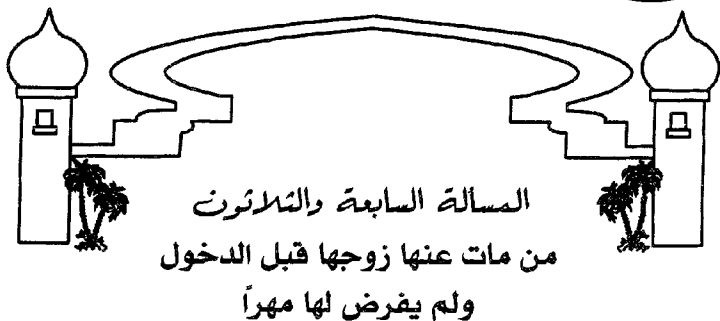 المسألة السابعة والثلاثون
من مات عنها زوجها قبل الدخول
ولم يفرض لها مهراً